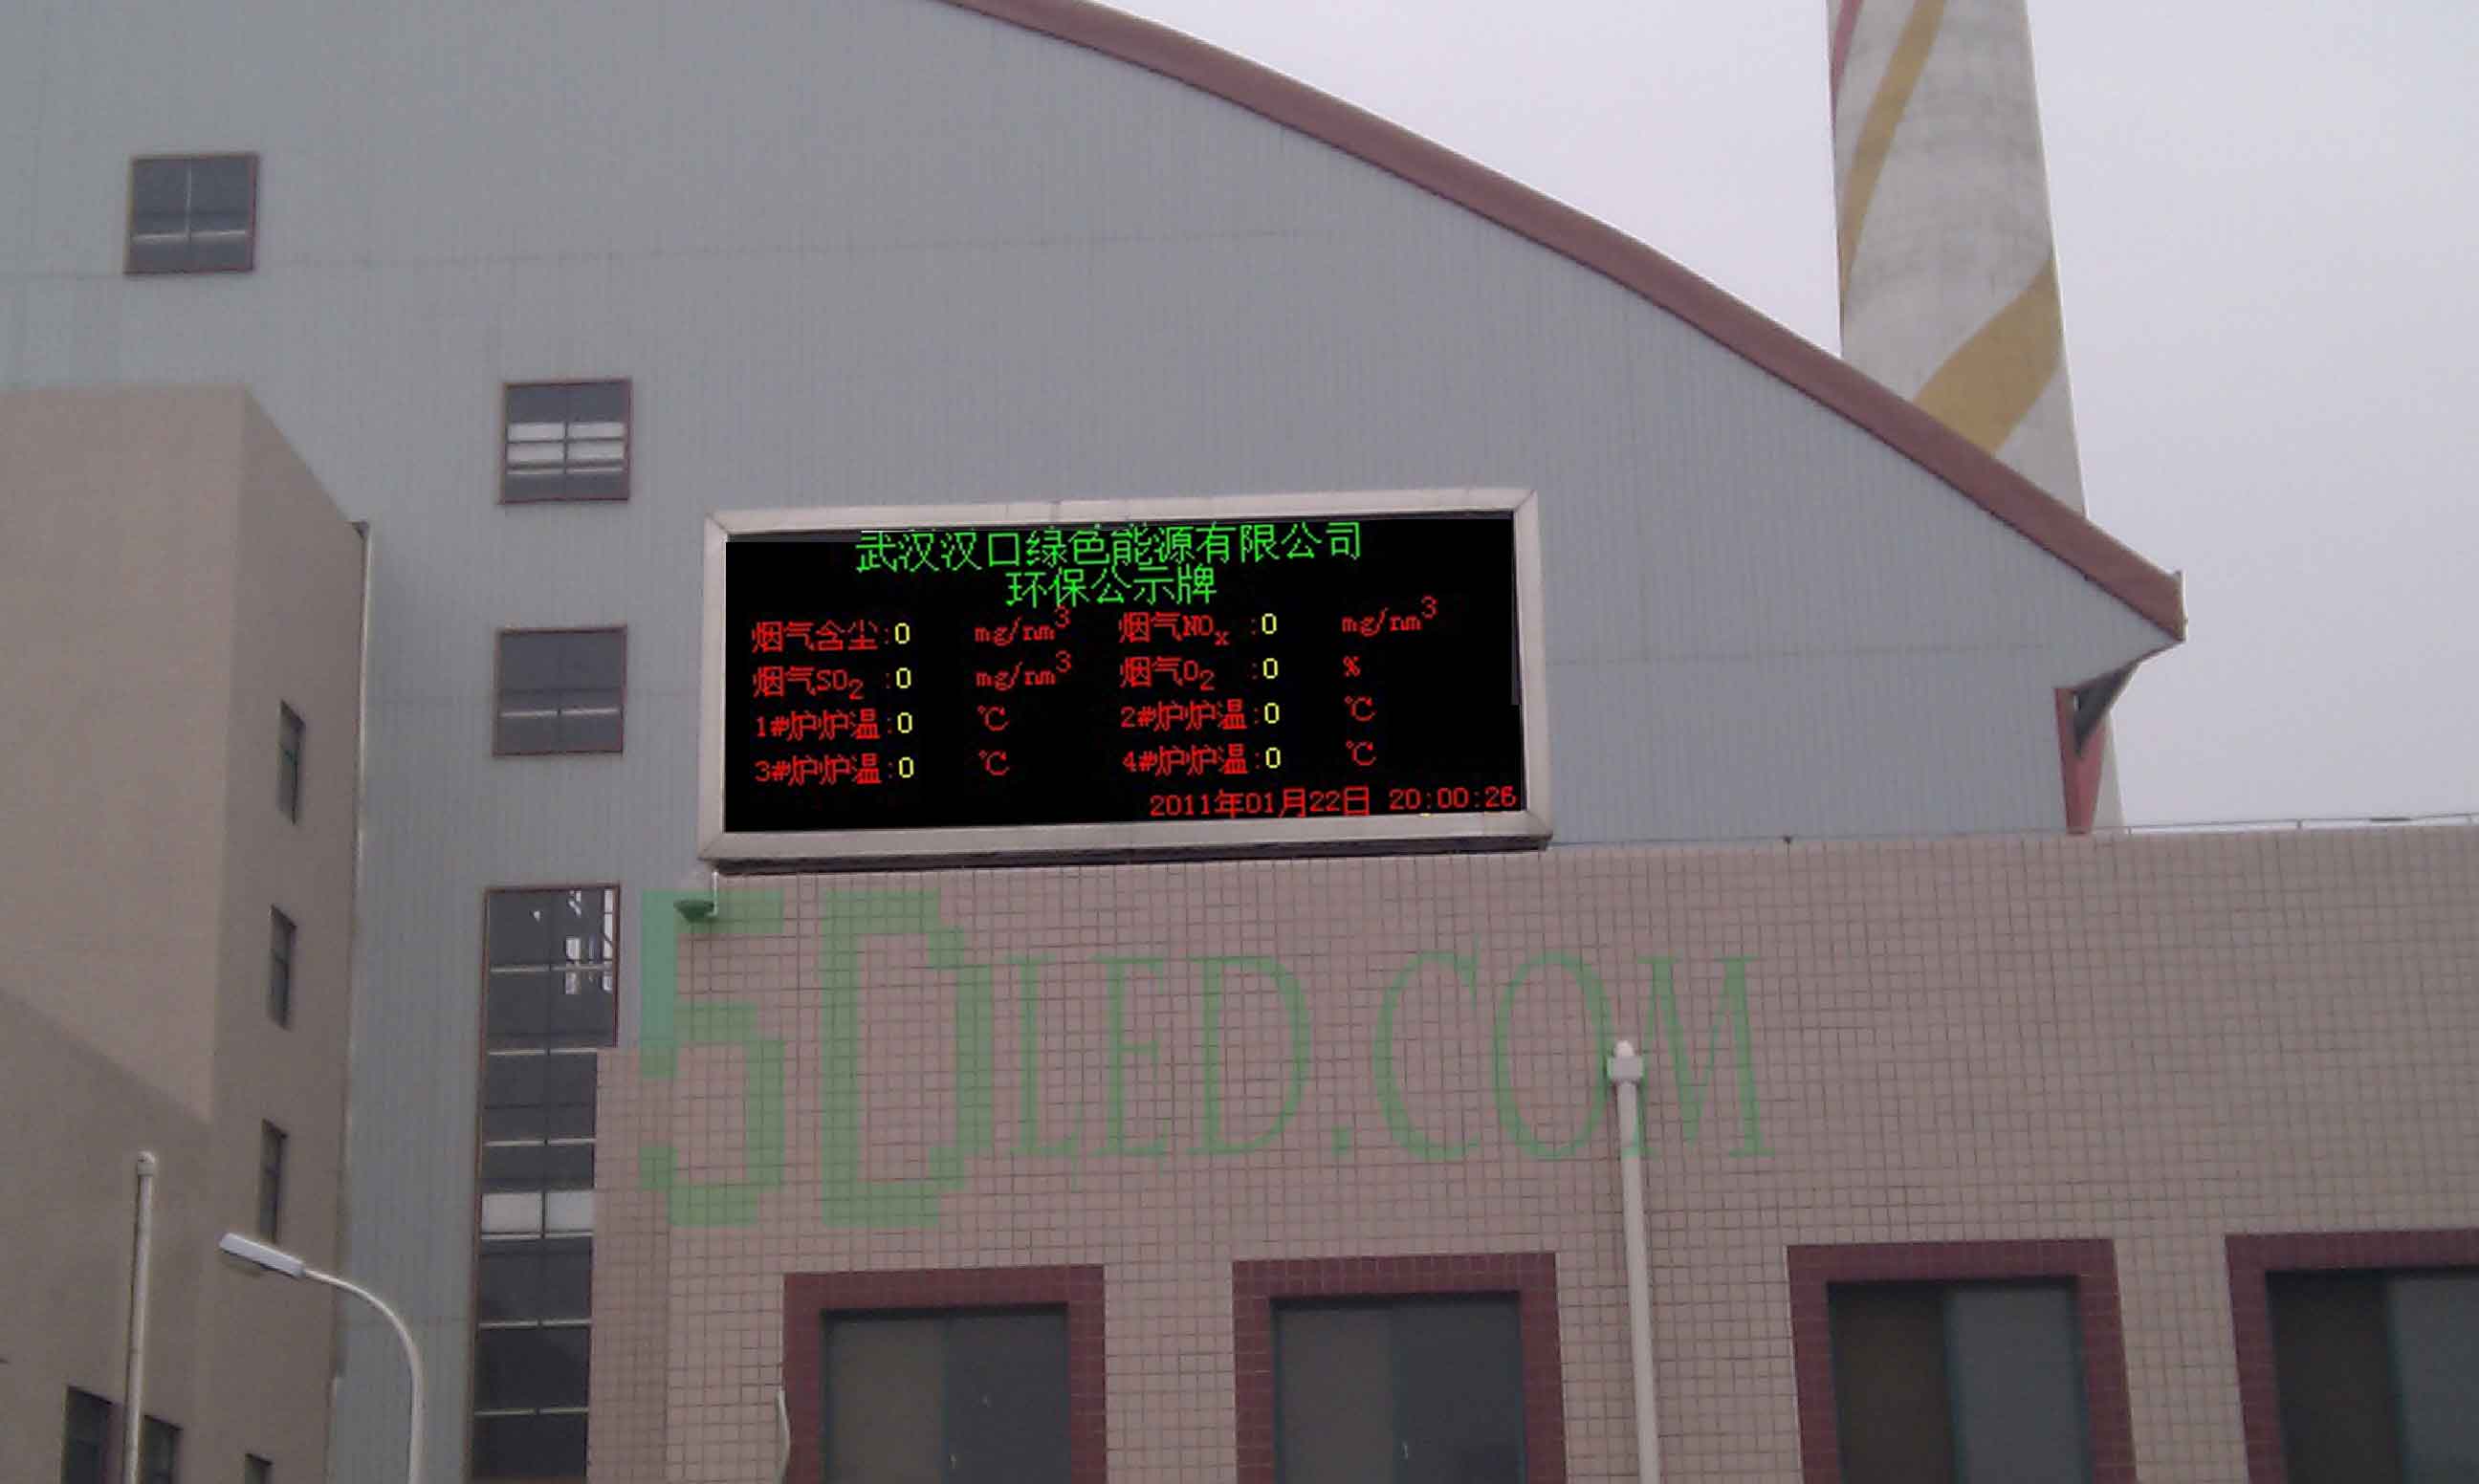 武汉汉口绿色能源有限公司
环保公示牌
烟气含尘:0 mg/nm³ 烟气NOₓ :0 mg/nm³
烟气SO₂ :0 mg/nm³ 烟气O₂ :0 %
1#炉炉温:0 ℃ 2#炉炉温:0 ℃
3#炉炉温:0 ℃ 4#炉炉温:0 ℃
2011年01月22日 20:00:26
5DLED.COM